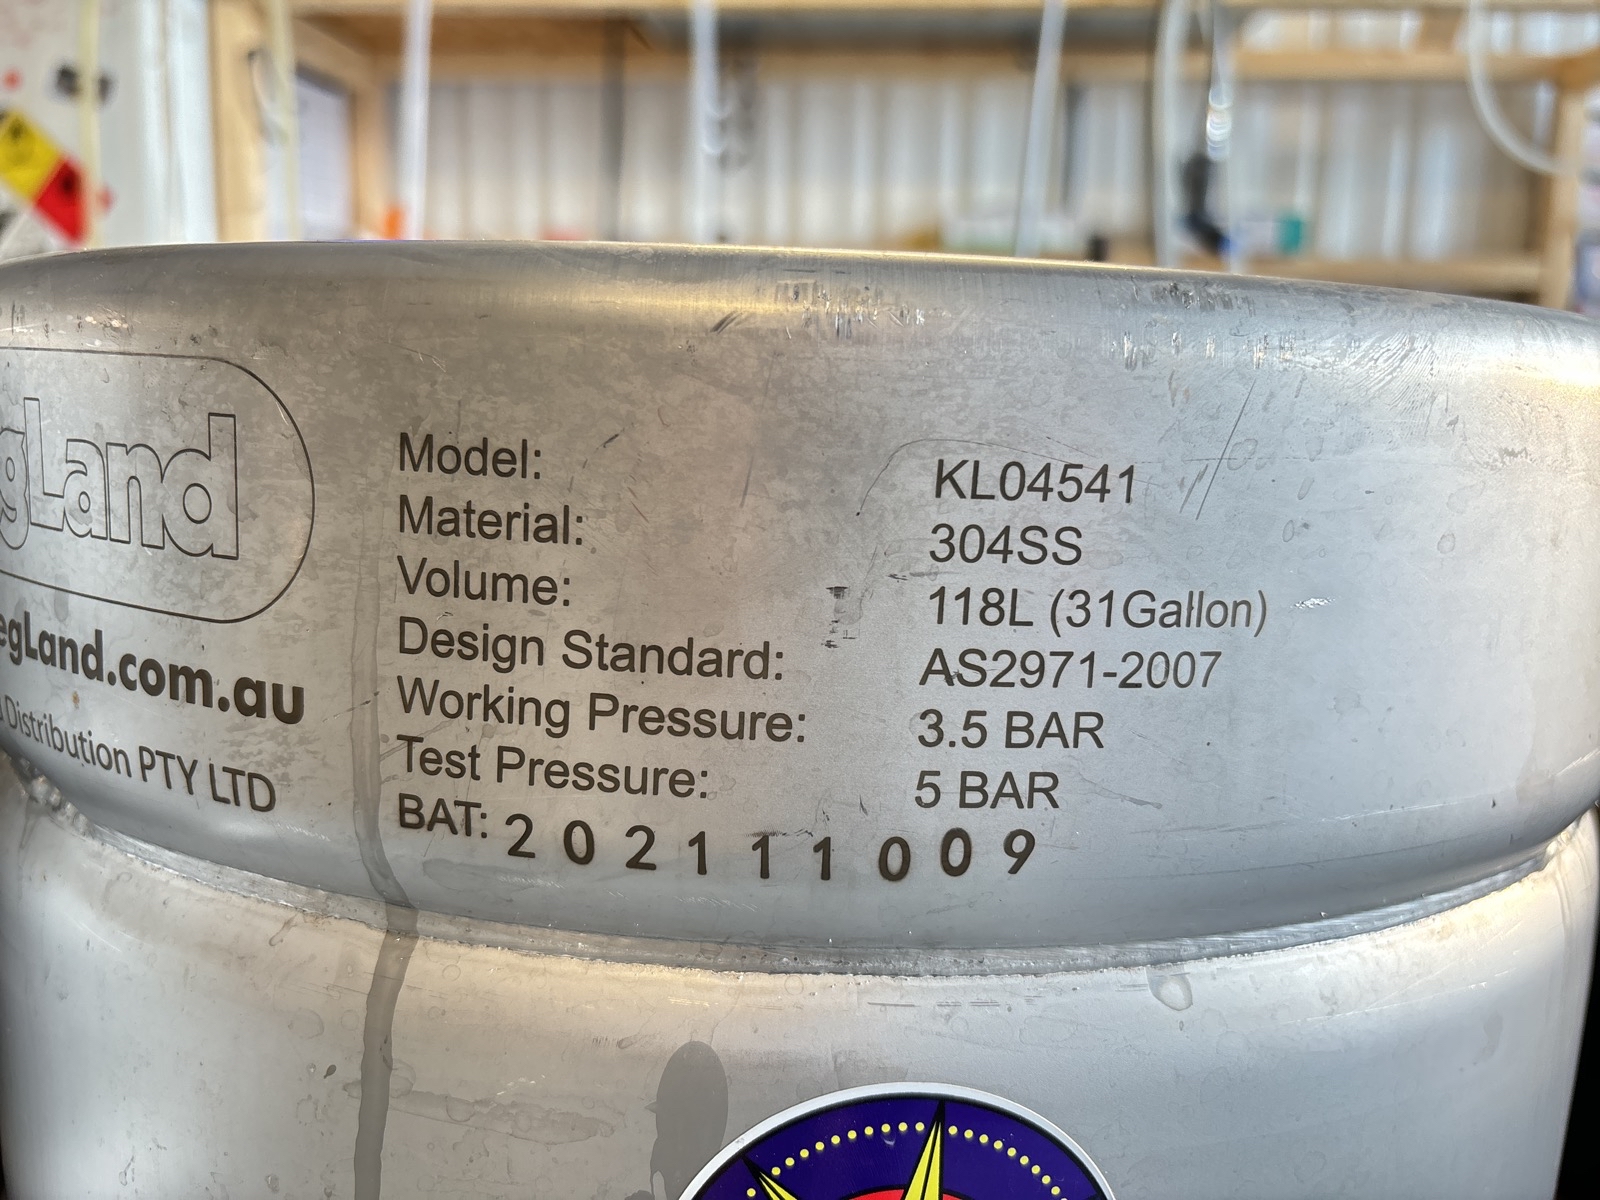 egLand
egLand.com.au
Distribution PTY LTD
Model: KL04541
Material: 304SS
Volume: 118L (31Gallon)
Design Standard: AS2971-2007
Working Pressure: 3.5 BAR
Test Pressure: 5 BAR
BAT: 202111009